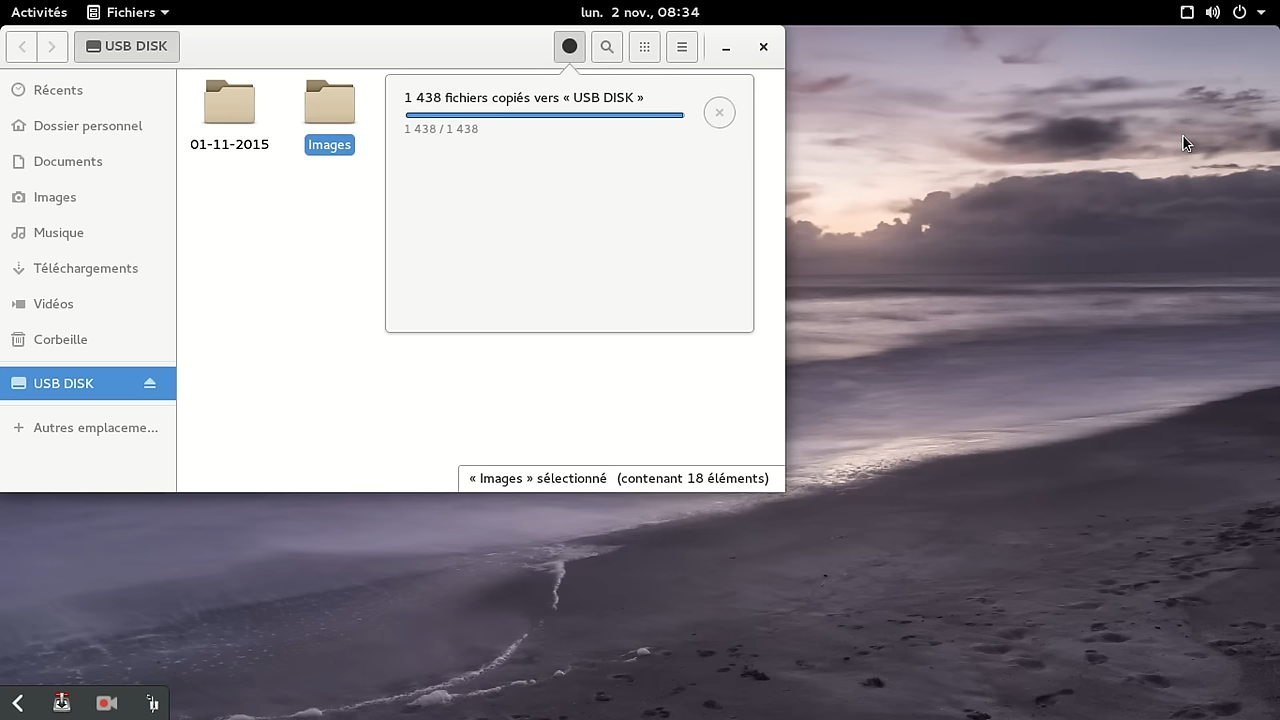 Activités Fichiers lun. 2 nov., 08:34
USB DISK
Récents
Dossier personnel
Documents
Images
Musique
Téléchargements
Vidéos
Corbeille
USB DISK
Autres emplaceme...
01-11-2015
Images
1 438 fichiers copiés vers « USB DISK »
1 438 / 1 438
« Images » sélectionné (contenant 18 éléments)